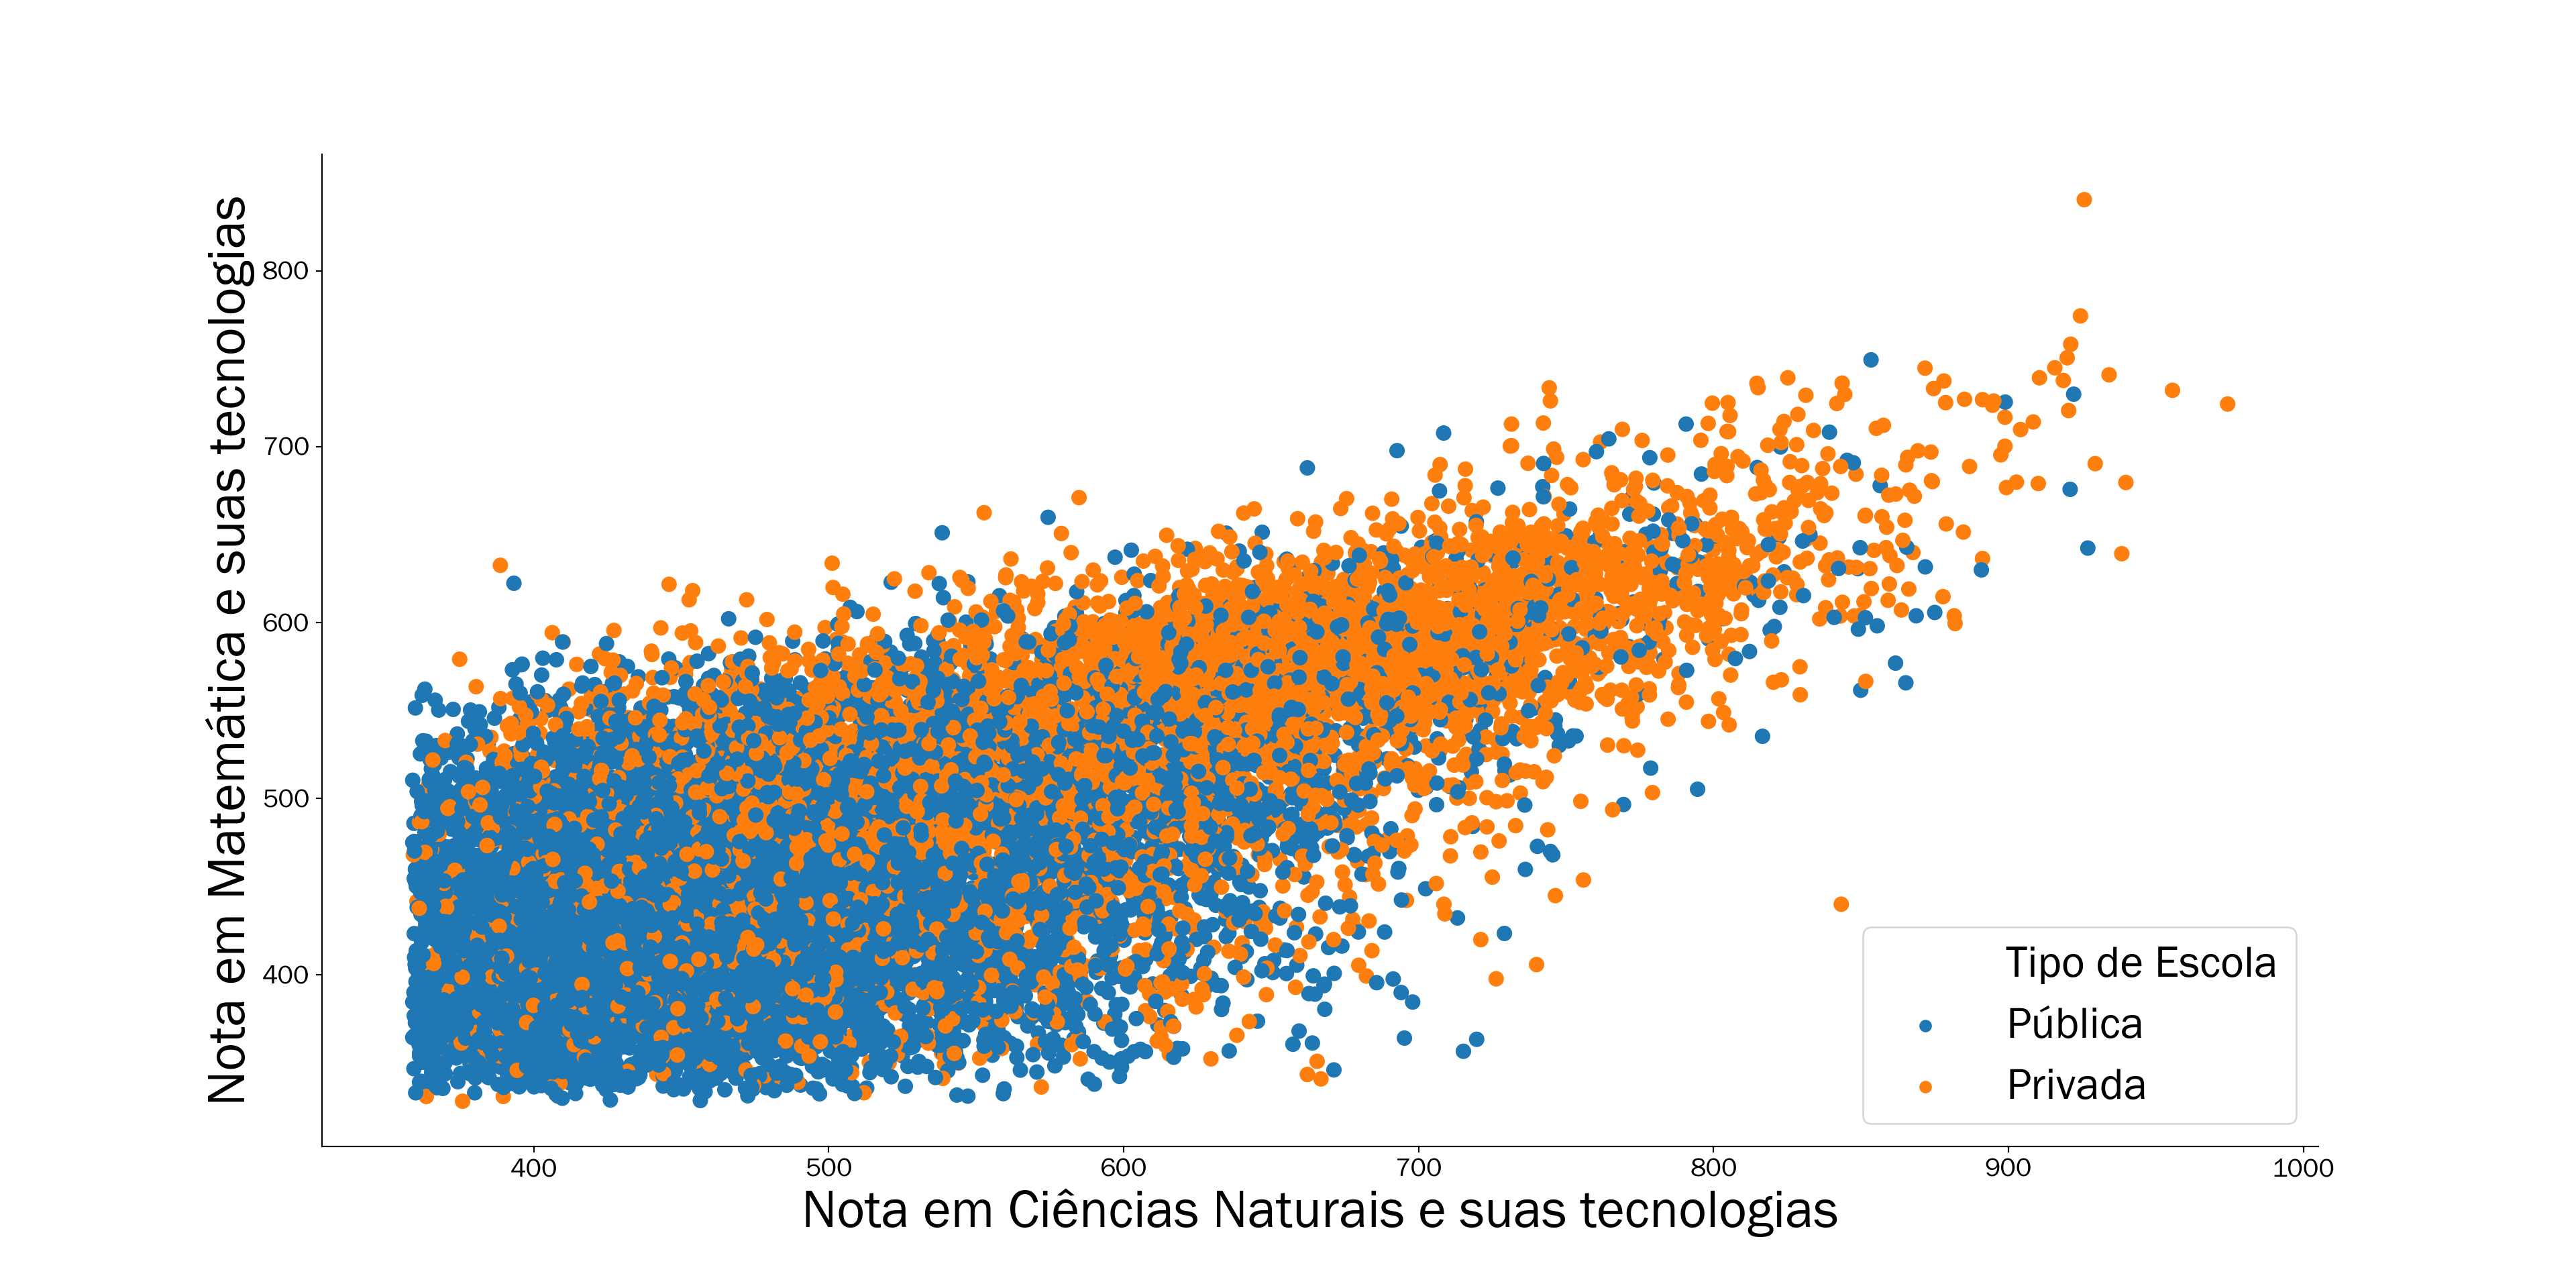 Nota em Matemática e suas tecnologias
800
700
600
500
400
400 500 600 700 800 900 1000
Nota em Ciências Naturais e suas tecnologias
Tipo de Escola
Pública
Privada